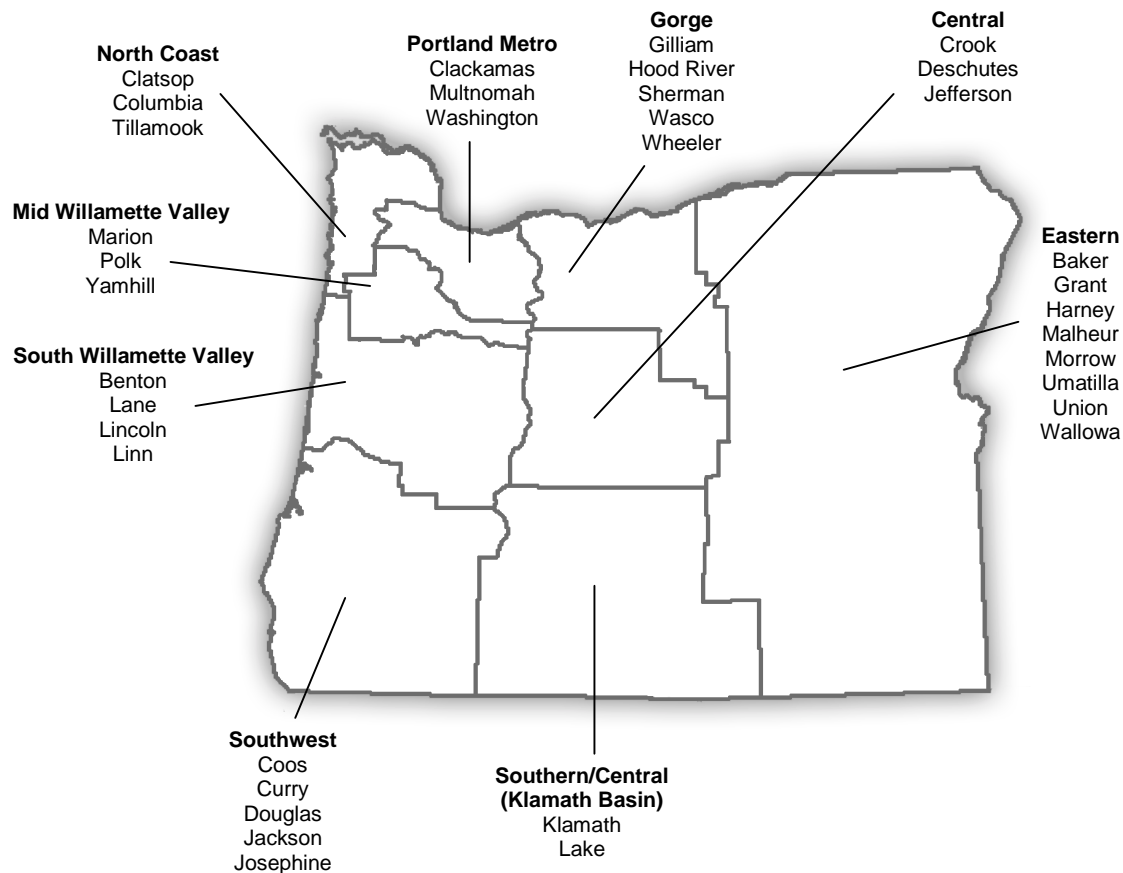 North Coast
Clatsop
Columbia
Tillamook
Portland Metro
Clackamas
Multnomah
Washington
Gorge
Gilliam
Hood River
Sherman
Wasco
Wheeler
Central
Crook
Deschutes
Jefferson
Mid Willamette Valley
Marion
Polk
Yamhill
Eastern
Baker
Grant
Harney
Malheur
Morrow
Umatilla
Union
Wallowa
South Willamette Valley
Benton
Lane
Lincoln
Linn
Southwest
Coos
Curry
Douglas
Jackson
Josephine
Southern/Central
(Klamath Basin)
Klamath
Lake